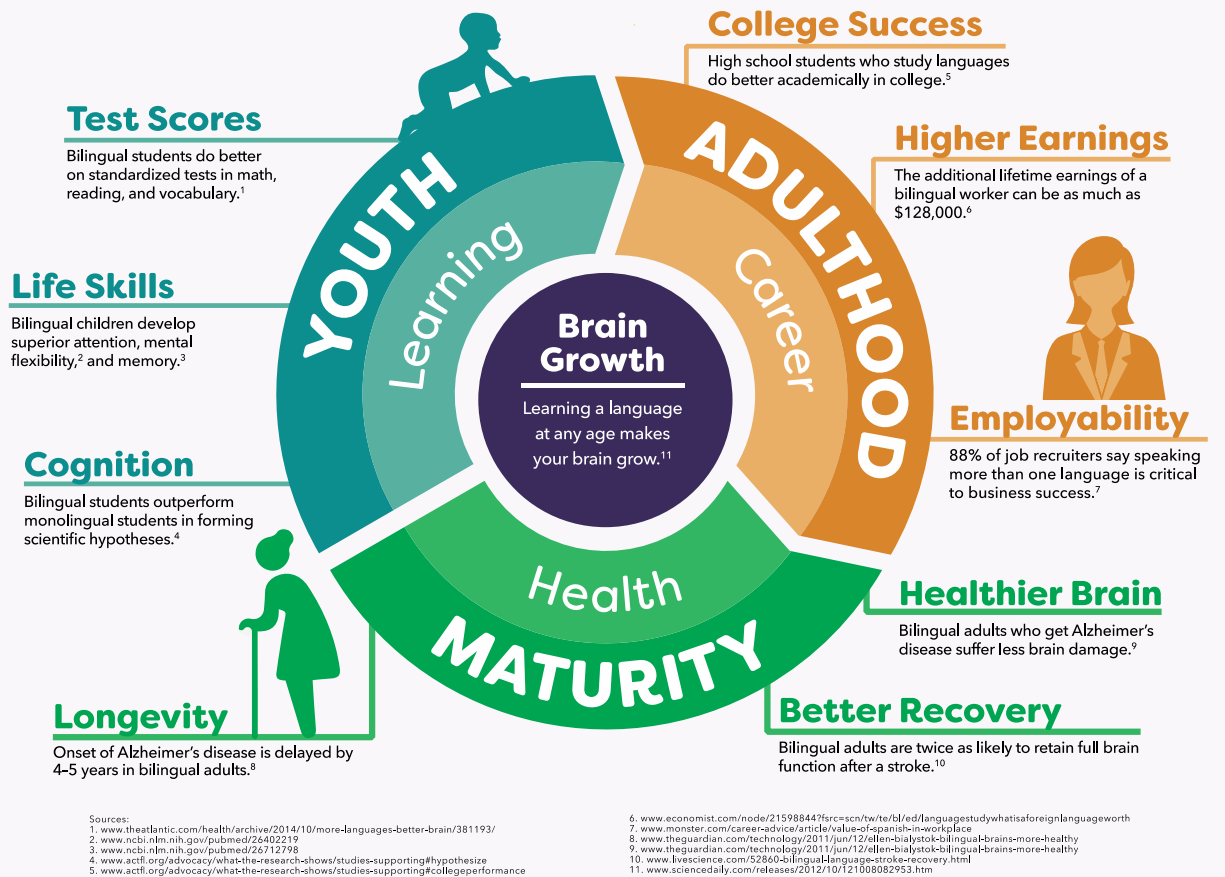 Test Scores
Bilingual students do better
on standardized tests in math,
reading, and vocabulary.¹
Life Skills
Bilingual children develop
superior attention, mental
flexibility,² and memory.³
Cognition
Bilingual students outperform
monolingual students in forming
scientific hypotheses.⁴
YOUTH
Learning
College Success
High school students who study languages
do better academically in college.⁵
Higher Earnings
The additional lifetime earnings of a
bilingual worker can be as much as
$128,000.⁶
Employability
88% of job recruiters say speaking
more than one language is critical
to business success.⁷
ADULTHOOD
Career
Brain
Growth
Learning a language
at any age makes
your brain grow.¹¹
Health
MATURITY
Healthier Brain
Bilingual adults who get Alzheimer's
disease suffer less brain damage.⁹
Better Recovery
Bilingual adults are twice as likely to retain full brain
function after a stroke.¹⁰
Longevity
Onset of Alzheimer's disease is delayed by
4–5 years in bilingual adults.⁸
Sources:
1. www.theatlantic.com/health/archive/2014/10/more-languages-better-brain/381193/
2. www.ncbi.nlm.nih.gov/pubmed/26402219
3. www.ncbi.nlm.nih.gov/pubmed/26712798
4. www.actfl.org/advocacy/what-the-research-shows/studies-supporting#hypothesize
5. www.actfl.org/advocacy/what-the-research-shows/studies-supporting#collegeperformance
6. www.economist.com/node/21598844?fsrc=scn/tw/te/bl/ed/languagestudywhatisaforeignlanguageworth
7. www.monster.com/career-advice/article/value-of-spanish-in-workplace
8. www.theguardian.com/technology/2011/jun/12/ellen-bialystok-bilingual-brains-more-healthy
9. www.theguardian.com/technology/2011/jun/12/ellen-bialystok-bilingual-brains-more-healthy
10. www.livescience.com/52860-bilingual-language-stroke-recovery.html
11. www.sciencedaily.com/releases/2012/10/121008082953.htm